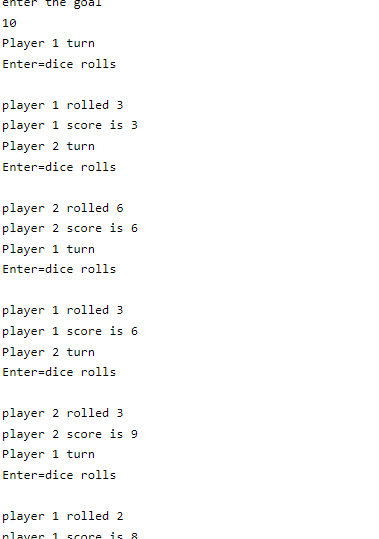 enter the goal
10
Player 1 turn
Enter=dice rolls
player 1 rolled 3
player 1 score is 3
Player 2 turn
Enter=dice rolls
player 2 rolled 6
player 2 score is 6
Player 1 turn
Enter=dice rolls
player 1 rolled 3
player 1 score is 6
Player 2 turn
Enter=dice rolls
player 2 rolled 3
player 2 score is 9
Player 1 turn
Enter=dice rolls
player 1 rolled 2
player 1 score is 8